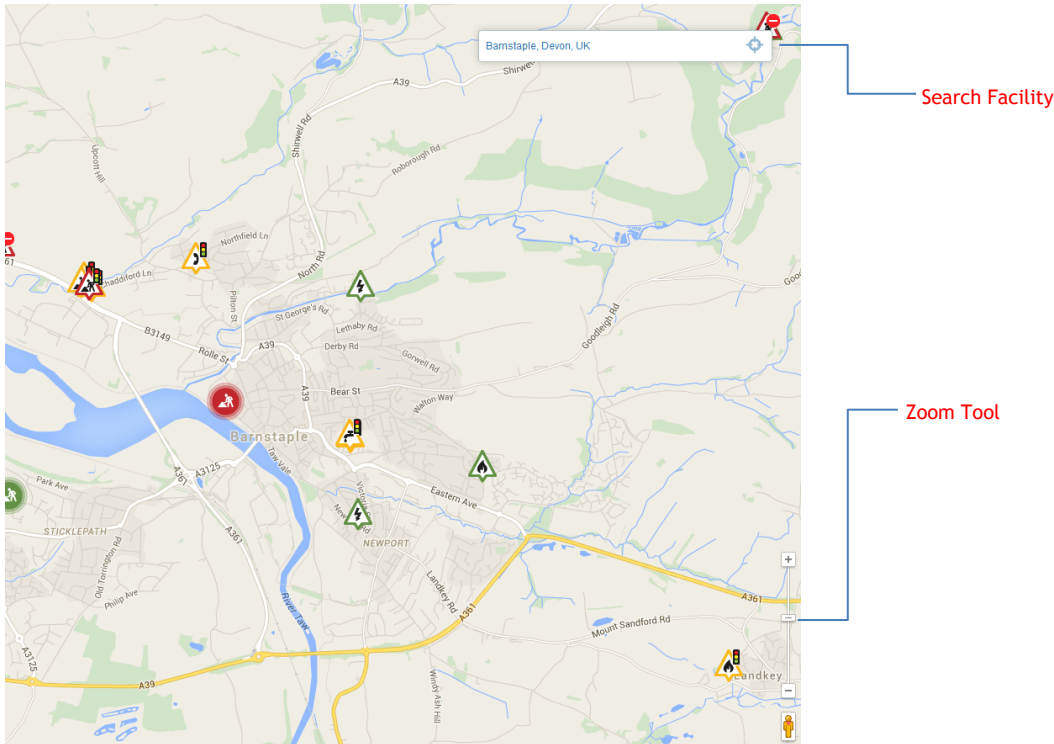 Barnstaple, Devon, UK
Search Facility
A39
Shirwell
Shirwell Rd
Upcott Hill
Roborough Rd
Northfield Ln
61
Chaddiford Ln
North Rd
Pilton St
Goodleigh Rd
St George's Rd
Lethaby Rd
B3149
Rolle St
A39
Derby Rd
Gorwell Rd
A39
Bear St
Walton Way
Zoom Tool
Barnstaple
Taw Vale
A3125
A361
Park Ave
Eastern Ave
STICKLEPATH
Old Torrington Rd
A361
NEWPORT
Philip Ave
River Taw
Landkey Rd
A361
A361
Mount Sandford Rd
A3125
A39
Windy Ash Hill
Landkey